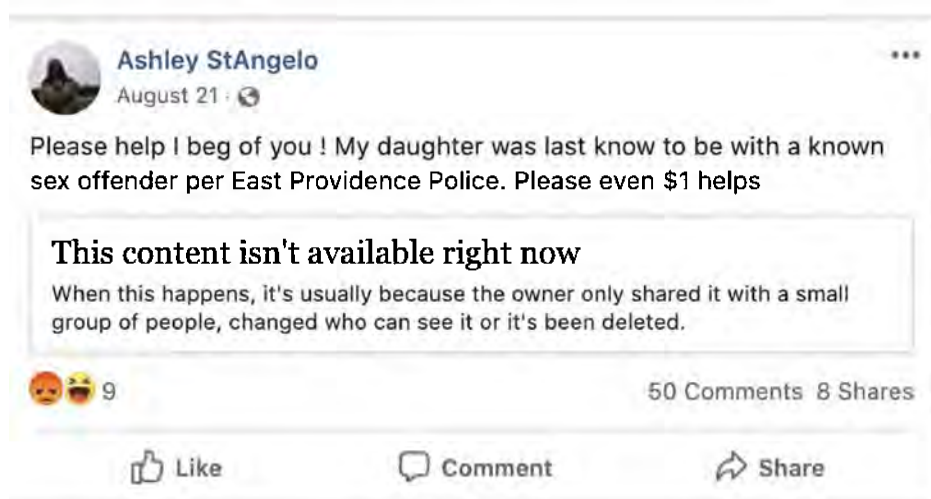 Ashley StAngelo
August 21 ·
Please help I beg of you ! My daughter was last know to be with a known
sex offender per East Providence Police. Please even $1 helps
This content isn't available right now
When this happens, it's usually because the owner only shared it with a small
group of people, changed who can see it or it's been deleted.
9
50 Comments 8 Shares
Like
Comment
Share